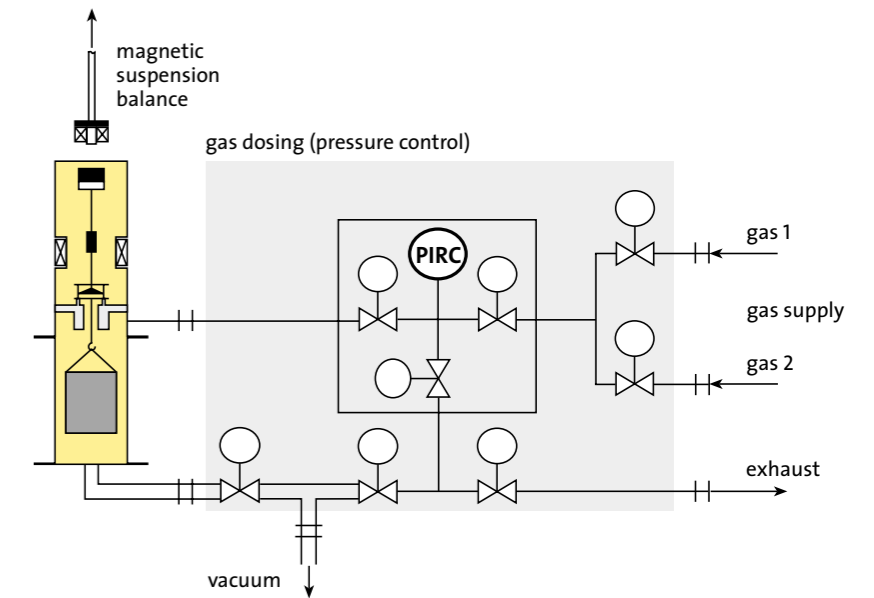 magnetic
suspension
balance
gas dosing (pressure control)
gas 1
PIRC
gas supply
gas 2
exhaust
vacuum